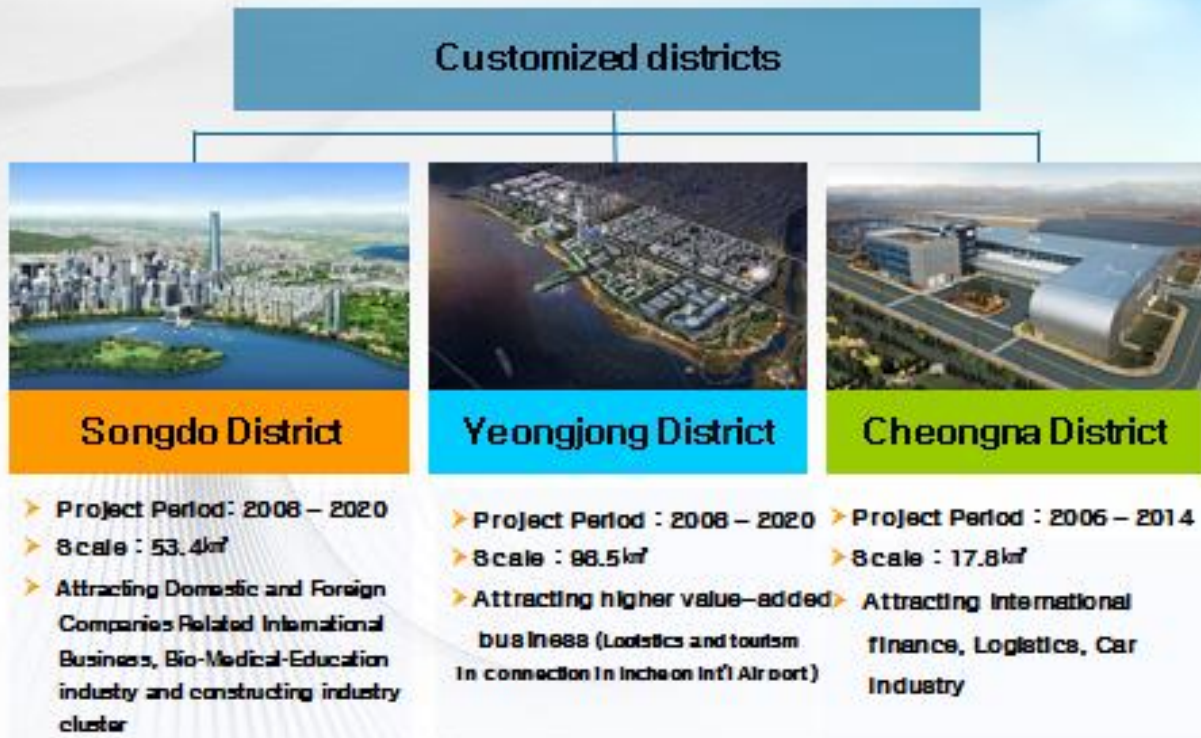 Customized districts
Songdo District
➤ Project Period : 2008 – 2020
➤ Scale : 53.4㎢
➤ Attracting Domestic and Foreign
Companies Related International
Business, Bio-Medical-Education
industry and constructing industry
cluster
Yeongjong District
➤ Project Period : 2008 – 2020
➤ Scale : 98.5㎢
➤ Attracting higher value-added
business (Logistics and tourism
in connection in Incheon Int'l Airport)
Cheongna District
➤ Project Period : 2006 – 2014
➤ Scale : 17.8㎢
➤ Attracting International
finance, Logistics, Car
Industry